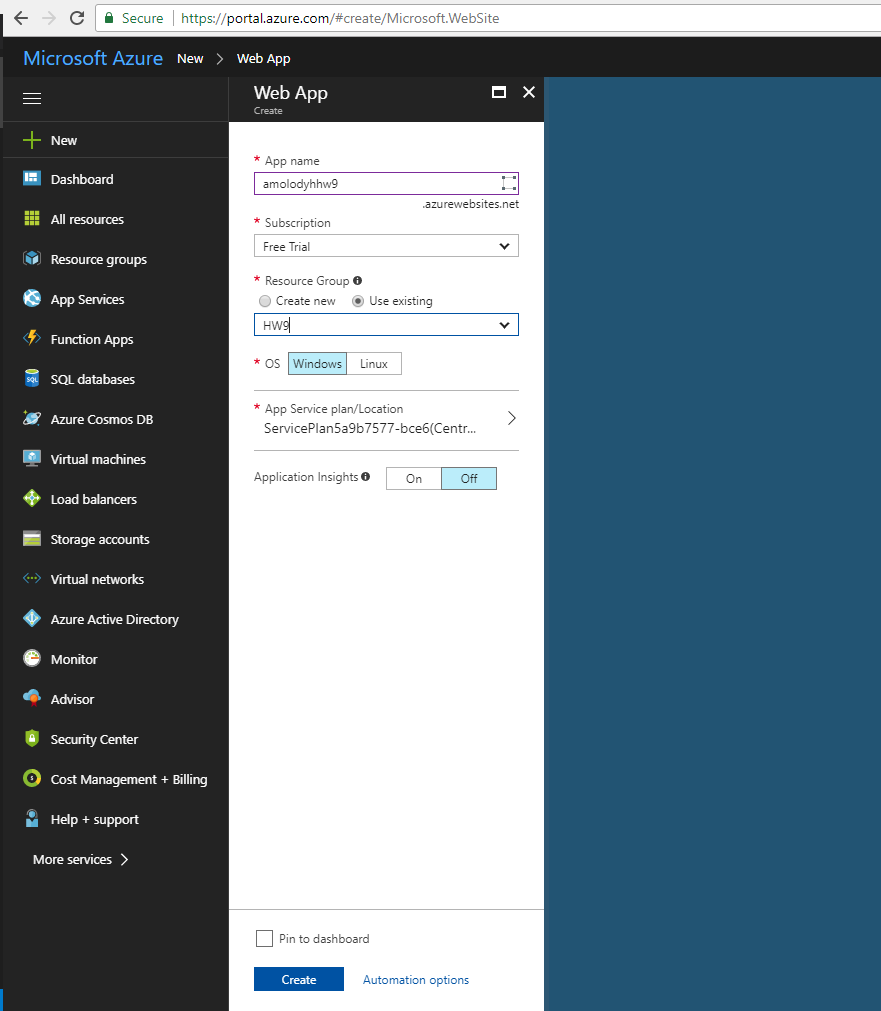 Secure https://portal.azure.com/#create/Microsoft.WebSite
Microsoft Azure New > Web App
New
Dashboard
All resources
Resource groups
App Services
Function Apps
SQL databases
Azure Cosmos DB
Virtual machines
Load balancers
Storage accounts
Virtual networks
Azure Active Directory
Monitor
Advisor
Security Center
Cost Management + Billing
Help + support
More services >
Web App
Create
* App name
amolodyhhw9
.azurewebsites.net
* Subscription
Free Trial
* Resource Group
Create new Use existing
HW9
* OS Windows Linux
* App Service plan/Location
ServicePlan5a9b7577-bce6(Centr...
Application Insights On Off
Pin to dashboard
Create Automation options